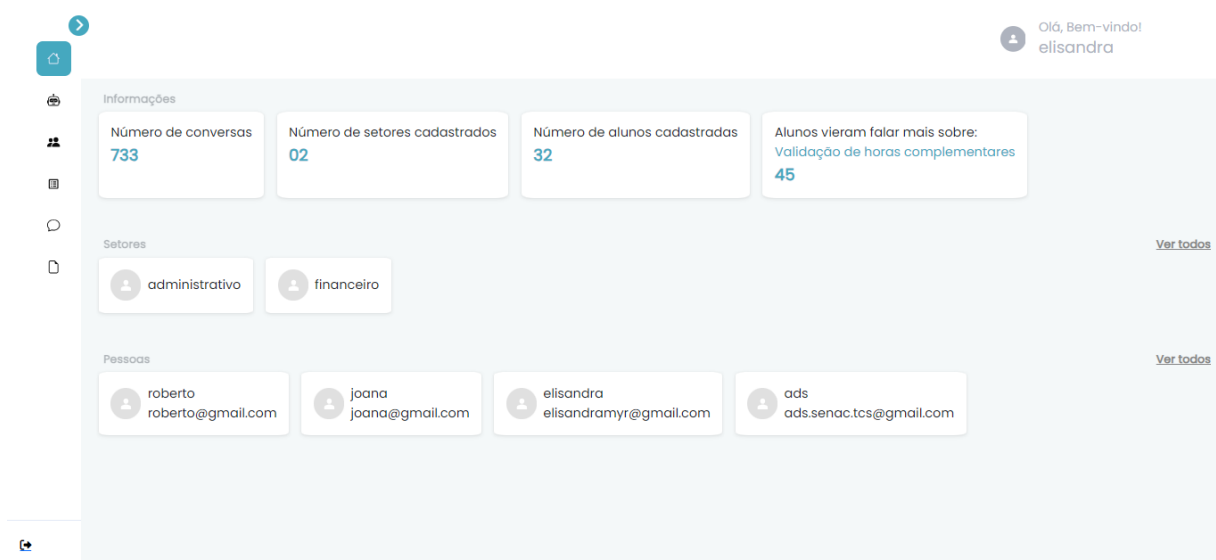 Olá, Bem-vindo!
elisandra
Informações
Número de conversas
733
Número de setores cadastrados
02
Número de alunos cadastradas
32
Alunos vieram falar mais sobre:
Validação de horas complementares
45
Setores
Ver todos
administrativo
financeiro
Pessoas
Ver todos
roberto
roberto@gmail.com
joana
joana@gmail.com
elisandra
elisandramyr@gmail.com
ads
ads.senac.tcs@gmail.com